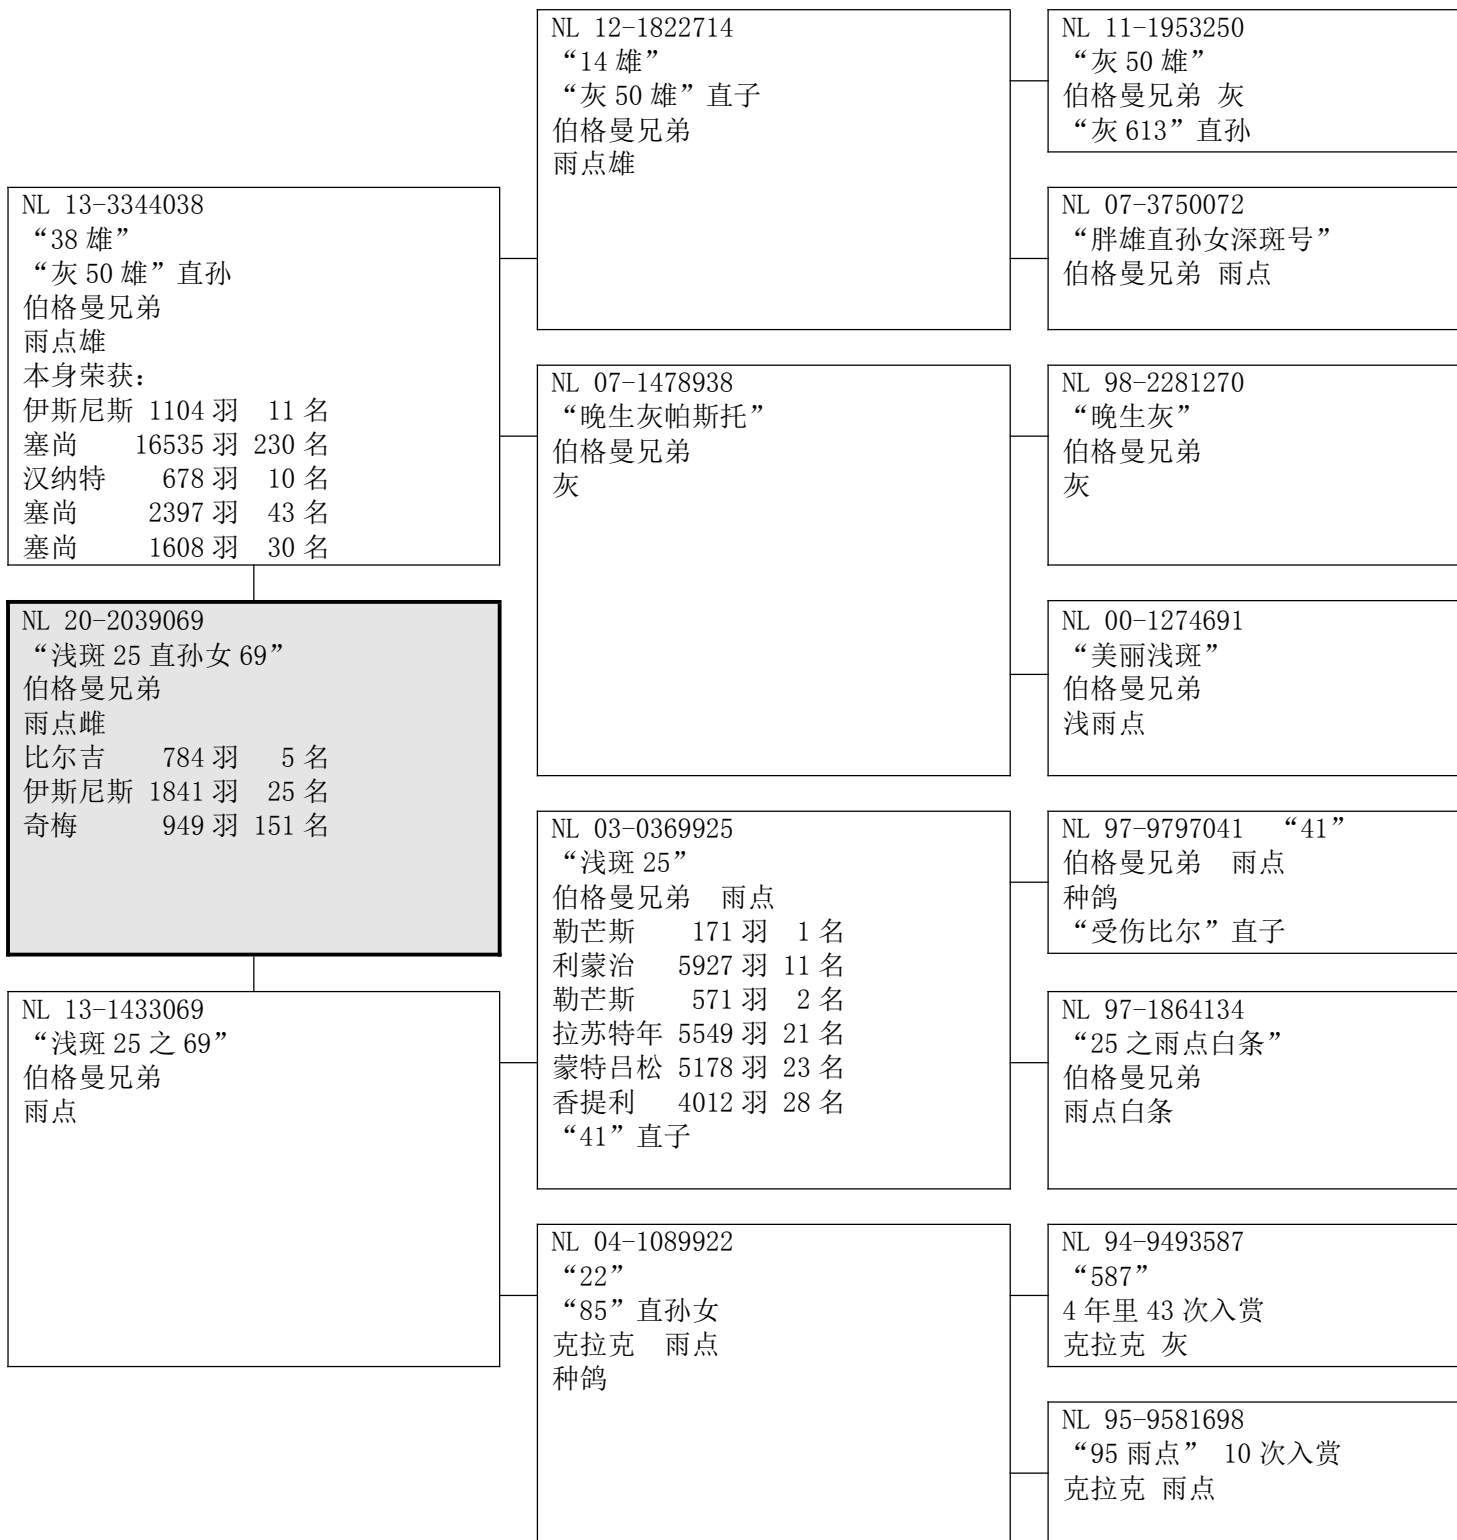 NL 13-3344038
“38 雄”
“灰 50 雄”直孙
伯格曼兄弟
雨点雄
本身荣获：
伊斯尼斯 1104 羽 11 名
塞尚 16535 羽 230 名
汉纳特 678 羽 10 名
塞尚 2397 羽 43 名
塞尚 1608 羽 30 名
NL 20-2039069
“浅斑 25 直孙女 69”
伯格曼兄弟
雨点雌
比尔吉 784 羽 5 名
伊斯尼斯 1841 羽 25 名
奇梅 949 羽 151 名
NL 13-1433069
“浅斑 25 之 69”
伯格曼兄弟
雨点
NL 12-1822714
“14 雄”
“灰 50 雄”直子
伯格曼兄弟
雨点雄
NL 07-1478938
“晚生灰帕斯托”
伯格曼兄弟
灰
NL 03-0369925
“浅斑 25”
伯格曼兄弟 雨点
勒芒斯 171 羽 1 名
利蒙治 5927 羽 11 名
勒芒斯 571 羽 2 名
拉苏特年 5549 羽 21 名
蒙特吕松 5178 羽 23 名
香提利 4012 羽 28 名
“41”直子
NL 04-1089922
“22”
“85”直孙女
克拉克 雨点
种鸽
NL 11-1953250
“灰 50 雄”
伯格曼兄弟 灰
“灰 613”直孙
NL 07-3750072
“胖雄直孙女深斑号”
伯格曼兄弟 雨点
NL 98-2281270
“晚生灰”
伯格曼兄弟
灰
NL 00-1274691
“美丽浅斑”
伯格曼兄弟
浅雨点
NL 97-9797041 “41”
伯格曼兄弟 雨点
种鸽
“受伤比尔”直子
NL 97-1864134
“25 之雨点白条”
伯格曼兄弟
雨点白条
NL 94-9493587
“587”
4 年里 43 次入赏
克拉克 灰
NL 95-9581698
“95 雨点” 10 次入赏
克拉克 雨点